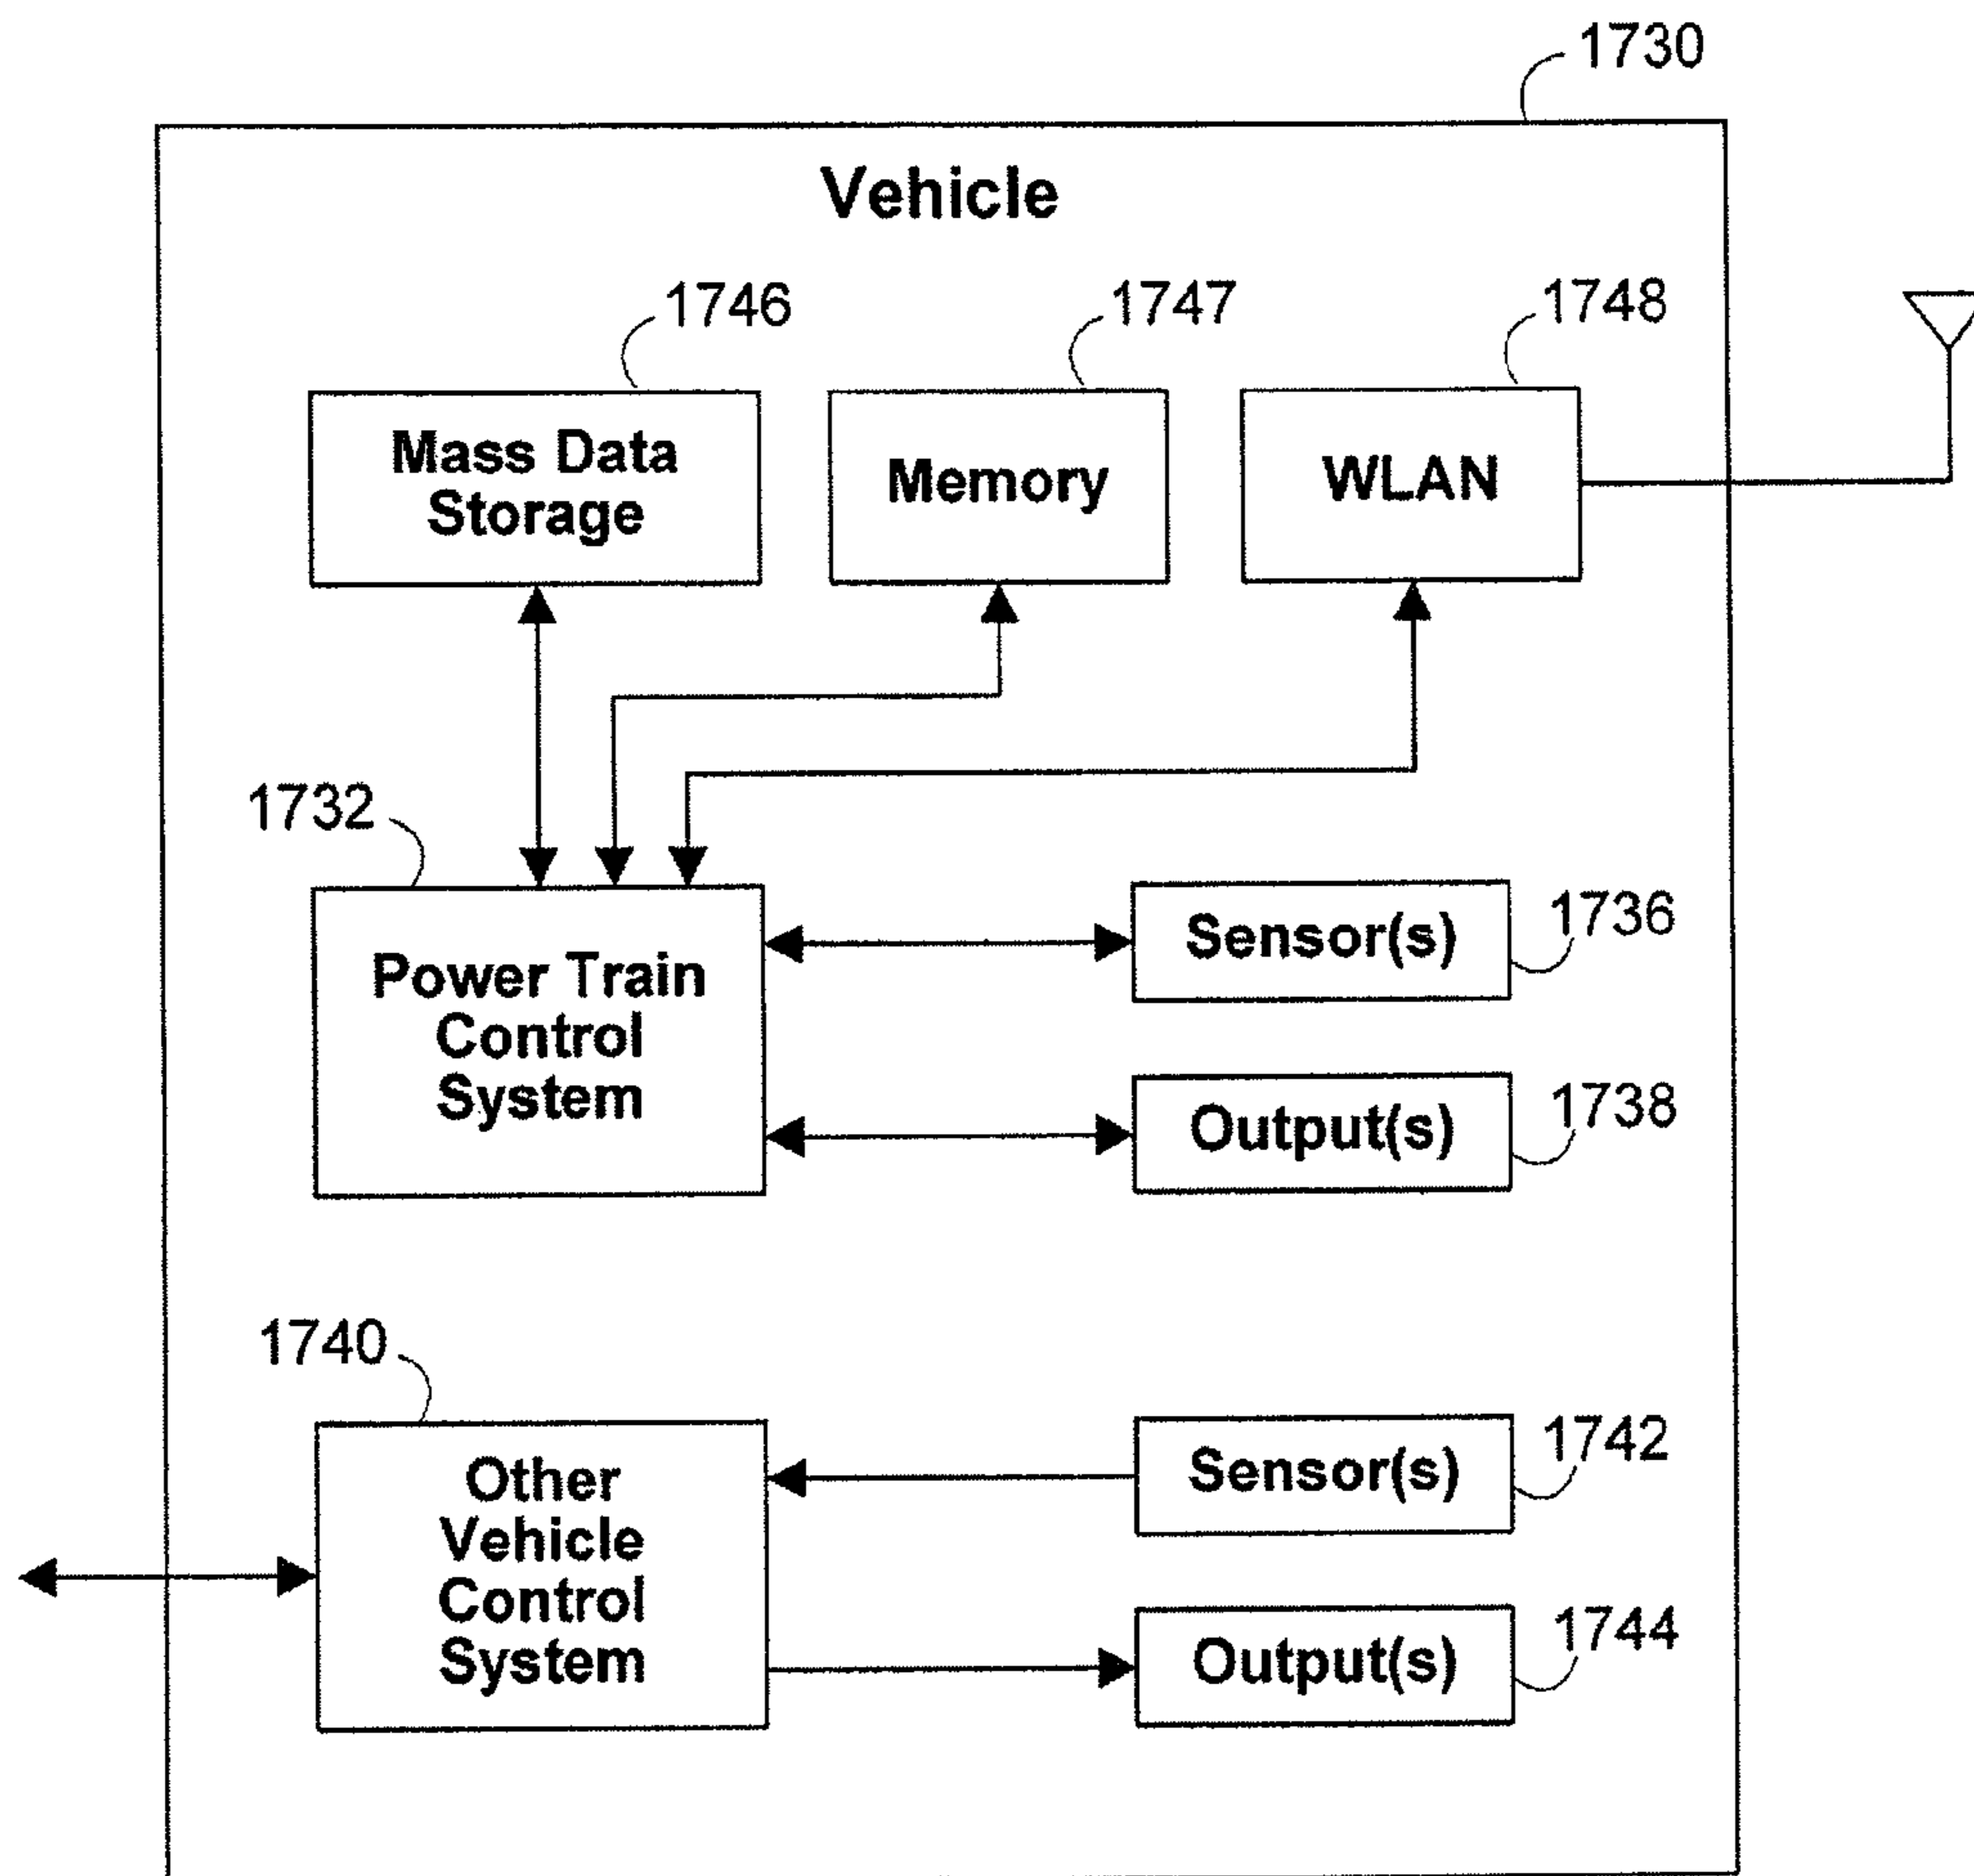 1730
Vehicle
1746
1747
1748
Mass Data
Storage
Memory
WLAN
1732
Power Train
Control
System
Sensor(s)
1736
Output(s)
1738
1740
Other
Vehicle
Control
System
Sensor(s)
1742
Output(s)
1744